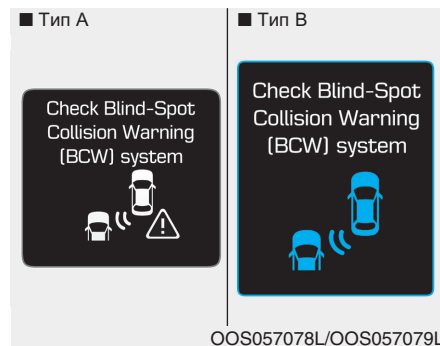 ■ Тип A
Check Blind-Spot
Collision Warning
(BCW) system
■ Тип B
Check Blind-Spot
Collision Warning
(BCW) system
OOS057078L/OOS057079L